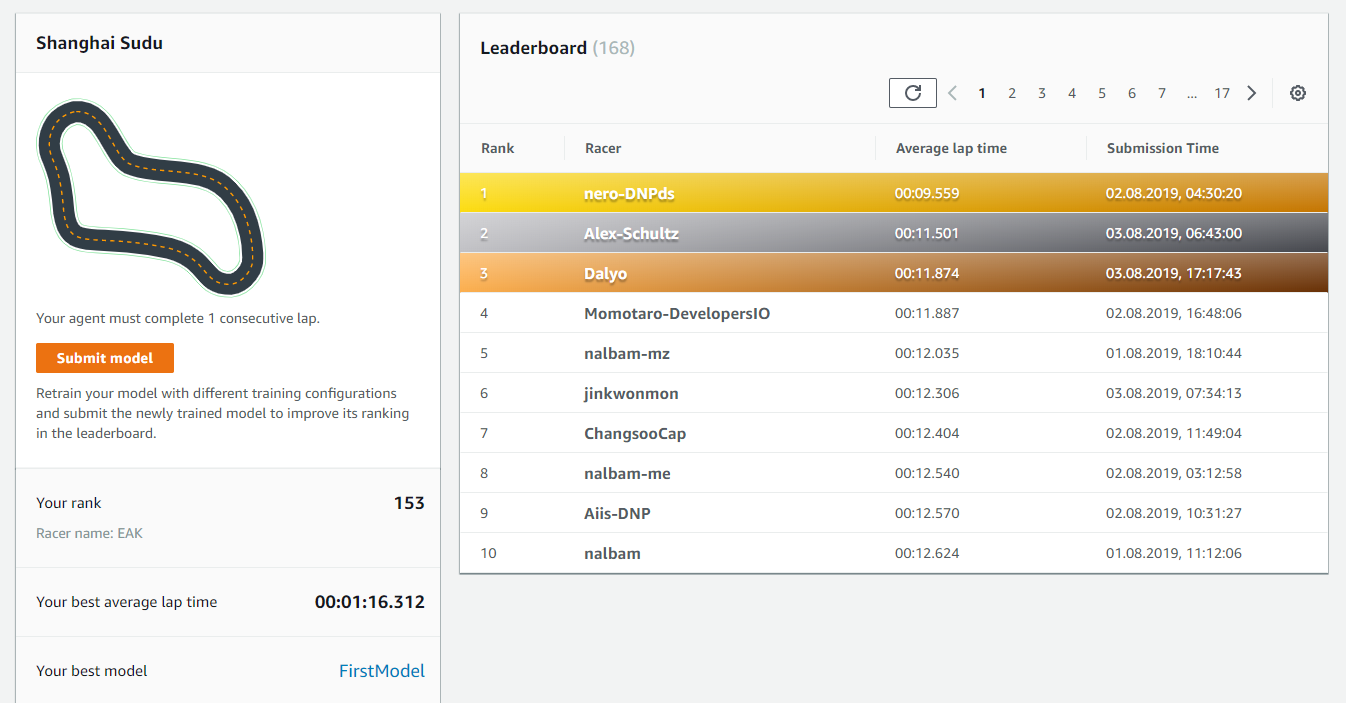 Shanghai Sudu
Your agent must complete 1 consecutive lap.
Submit model
Retrain your model with different training configurations
and submit the newly trained model to improve its ranking
in the leaderboard.
Your rank 153
Racer name: EAK
Your best average lap time 00:01:16.312
Your best model FirstModel
Leaderboard (168)
1 2 3 4 5 6 7 ... 17
Rank Racer Average lap time Submission Time
1 nero-DNPds 00:09.559 02.08.2019, 04:30:20
2 Alex-Schultz 00:11.501 03.08.2019, 06:43:00
3 Dalyo 00:11.874 03.08.2019, 17:17:43
4 Momotaro-DevelopersIO 00:11.887 02.08.2019, 16:48:06
5 nalbam-mz 00:12.035 01.08.2019, 18:10:44
6 jinkwonmon 00:12.306 03.08.2019, 07:34:13
7 ChangsooCap 00:12.404 02.08.2019, 11:49:04
8 nalbam-me 00:12.540 02.08.2019, 03:12:58
9 Aiis-DNP 00:12.570 02.08.2019, 10:31:27
10 nalbam 00:12.624 01.08.2019, 11:12:06